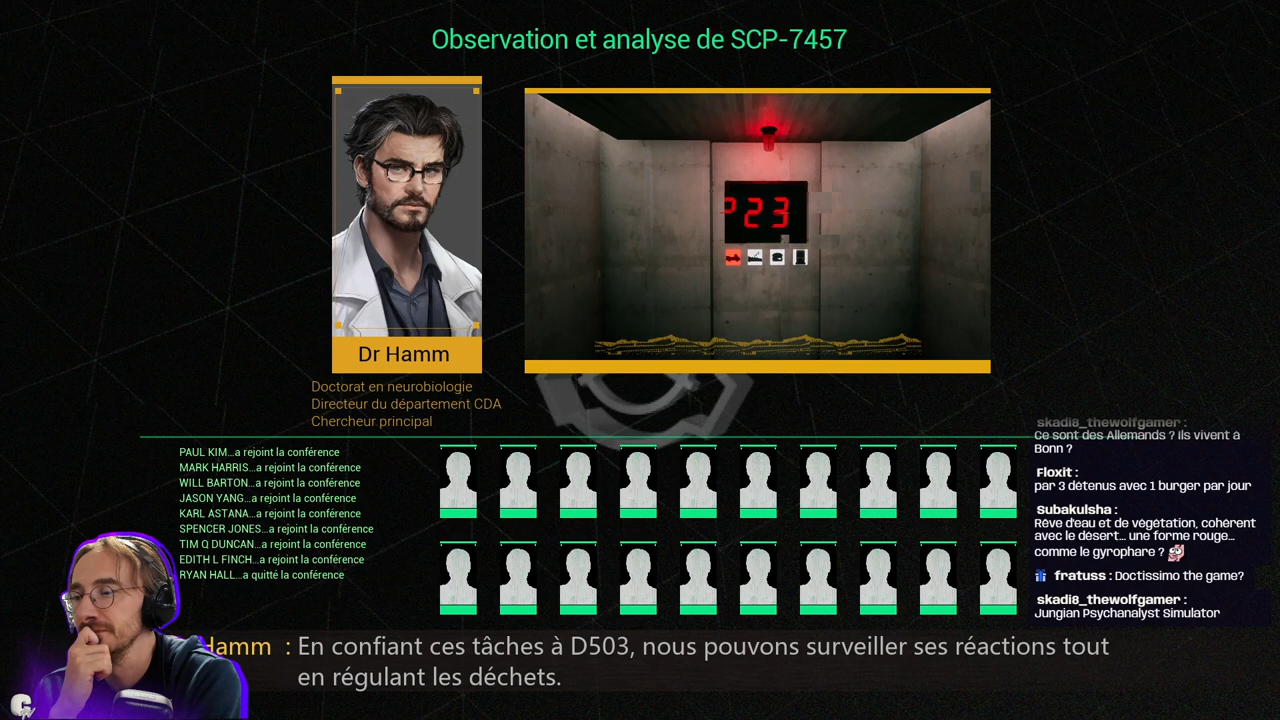 Observation et analyse de SCP-7457
23
Dr Hamm
Doctorat en neurobiologie
Directeur du département CDA
Chercheur principal
PAUL KIM...a rejoint la conférence
MARK HARRIS...a rejoint la conférence
WILL BARTON...a rejoint la conférence
JASON YANG...a rejoint la conférence
KARL ASTANA...a rejoint la conférence
SPENCER JONES...a rejoint la conférence
TIM Q DUNCAN...a rejoint la conférence
EDITH L FINCH...a rejoint la conférence
RYAN HALL...a quitté la conférence
skadi8_thewolfgamer :
Ce sont des Allemands ? Ils vivent à
Bonn ?
Floxit :
par 3 détenus avec 1 burger par jour
Subakulsha :
Rêve d'eau et de végétation, cohérent
avec le désert... une forme rouge...
comme le gyrophare ?
fratuss : Doctissimo the game?
skadi8_thewolfgamer :
Jungian Psychanalyst Simulator
Hamm : En confiant ces tâches à D503, nous pouvons surveiller ses réactions tout
en régulant les déchets.